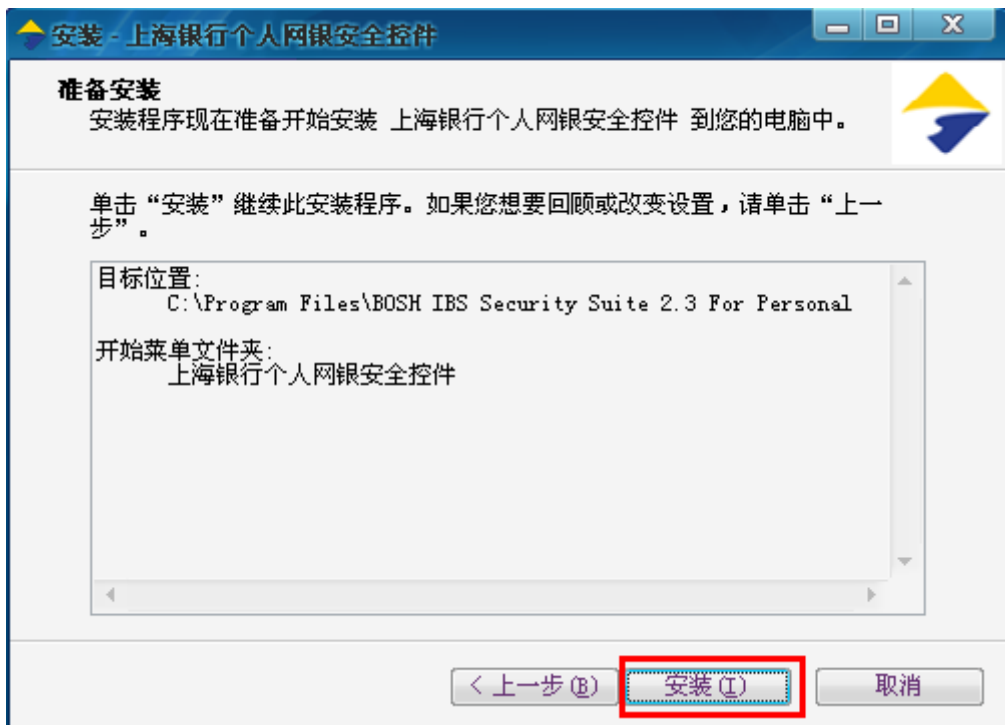 安装 - 上海银行个人网银安全控件
准备安装
安装程序现在准备开始安装 上海银行个人网银安全控件 到您的电脑中。
单击“安装”继续此安装程序。如果您想要回顾或改变设置，请单击“上一
步”。
目标位置:
C:\Program Files\BOSH IBS Security Suite 2.3 For Personal
开始菜单文件夹:
上海银行个人网银安全控件
< 上一步(B)
安装(I)
取消